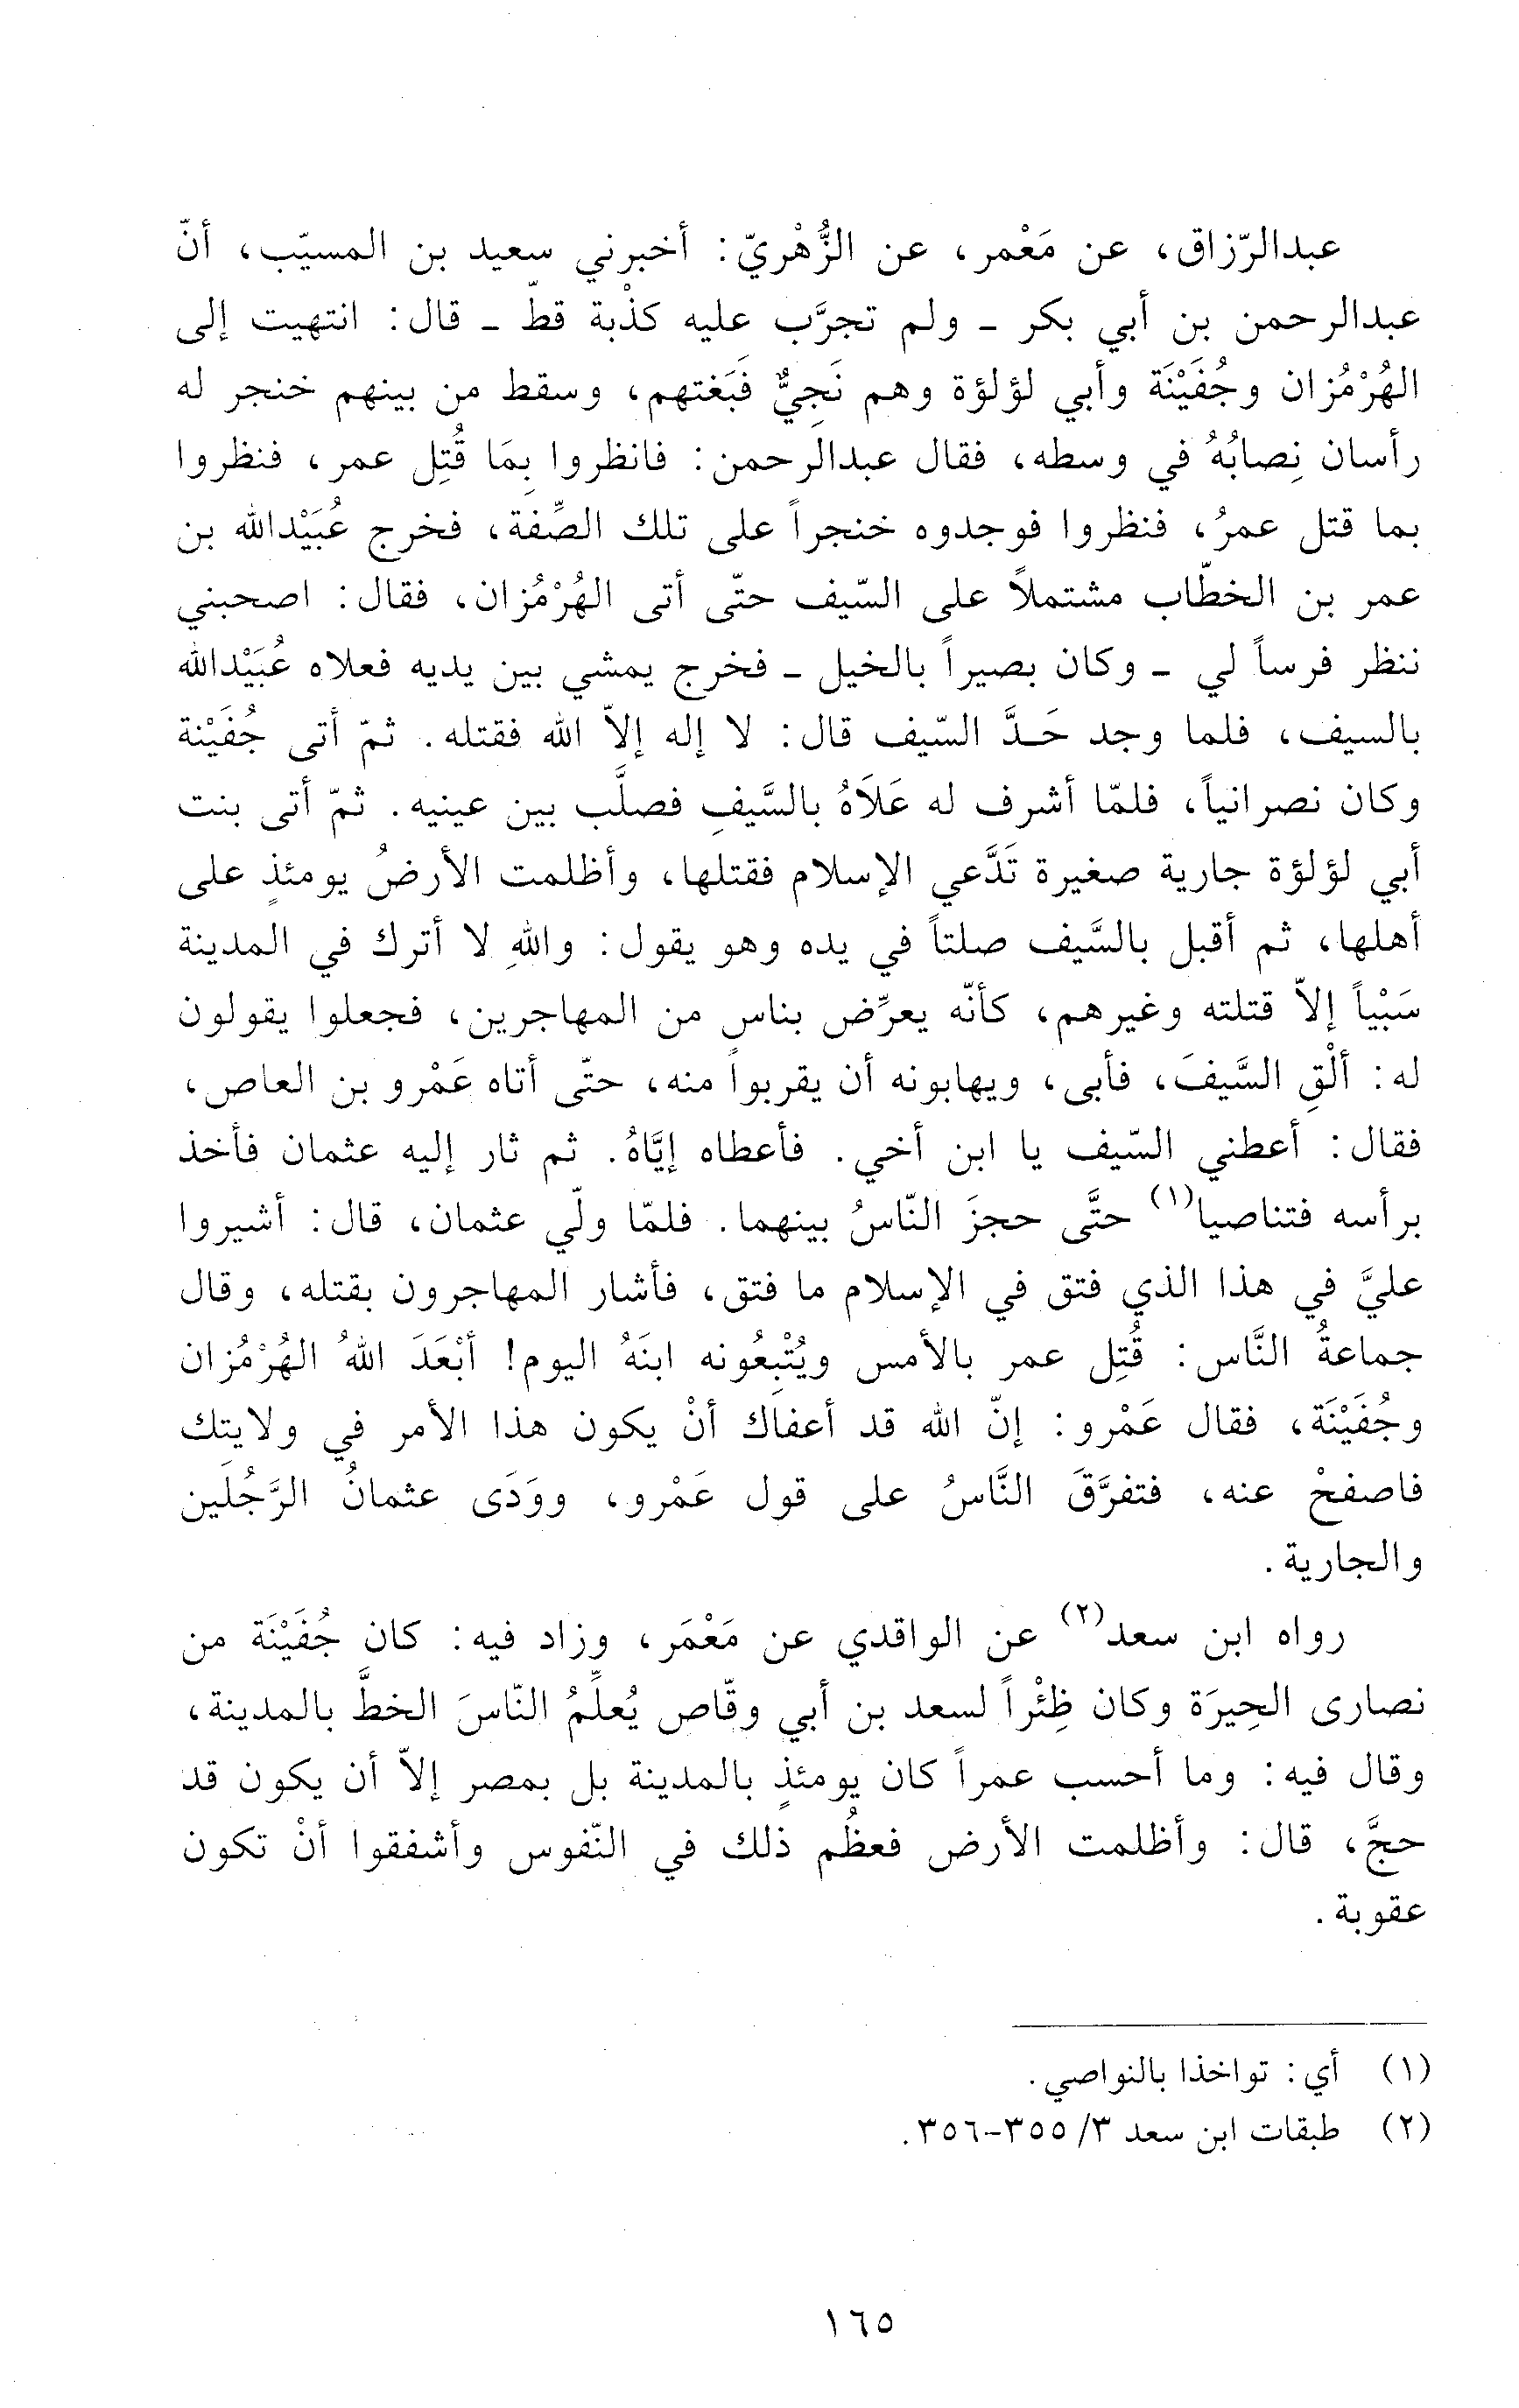 عبدالرّزاق، عن مَعْمر، عن الزُّهْريّ: أخبرني سعيد بن المسيّب، أنّ
عبدالرحمن بن أبي بكر - ولم تجرَّب عليه كذْبة قطّ - قال: انتهيت إلى
الهُرْمُزان وجُفَيْنَة وأبي لؤلؤة وهم نَجِيٌّ فَبَغتهم، وسقط من بينهم خنجر له
رأسان نِصابُهُ في وسطه، فقال عبدالرحمن: فانظروا بِمَا قُتِل عمر، فنظروا
بما قتل عمرُ، فنظروا فوجدوه خنجراً على تلك الصِّفة، فخرج عُبَيْدالله بن
عمر بن الخطّاب مشتملاً على السّيف حتّى أتى الهُرْمُزان، فقال: اصحبني
ننظر فرساً لي - وكان بصيراً بالخيل - فخرج يمشي بين يديه فعلاه عُبَيْدالله
بالسيف، فلما وجد حَدَّ السّيف قال: لا إله إلاّ الله فقتله. ثمّ أتى جُفَيْنة
وكان نصرانياً، فلمّا أشرف له عَلاَهُ بالسَّيفِ فصلَّب بين عينيه. ثمّ أتى بنت
أبي لؤلؤة جارية صغيرة تَدَّعي الإسلام فقتلها، وأظلمت الأرضُ يومئذٍ على
أهلها، ثم أقبل بالسَّيف صلتاً في يده وهو يقول: واللهِ لا أترك في المدينة
سَبْياً إلاّ قتلته وغيرهم، كأنّه يعرِّض بناس من المهاجرين، فجعلوا يقولون
له: ألْقِ السَّيفَ، فأبى، ويهابونه أن يقربوا منه، حتّى أتاه عَمْرو بن العاص،
فقال: أعطني السّيف يا ابن أخي. فأعطاه إيَّاهُ. ثم ثار إليه عثمان فأخذ
برأسه فتناصيا(١) حتَّى حجزَ النّاسُ بينهما. فلمّا ولّي عثمان، قال: أشيروا
عليَّ في هذا الذي فتق في الإسلام ما فتق، فأشار المهاجرون بقتله، وقال
جماعةُ النَّاس: قُتِل عمر بالأمس ويُتْبِعُونه ابنَهُ اليوم! أبْعَدَ اللهُ الهُرْمُزان
وجُفَيْنَة، فقال عَمْرو: إنّ الله قد أعفاك أنْ يكون هذا الأمر في ولايتِك
فاصفحْ عنه، فتفرَّقَ النَّاسُ على قول عَمْرو، ووَدَى عثمانُ الرَّجُلَين
والجارية.
رواه ابن سعد(٢) عن الواقدي عن مَعْمَر، وزاد فيه: كان جُفَيْنَة من
نصارى الحِيرَة وكان ظِئْراً لسعد بن أبي وقّاص يُعلِّمُ النّاسَ الخطَّ بالمدينة،
وقال فيه: وما أحسب عمراً كان يومئذٍ بالمدينة بل بمصر إلاّ أن يكون قد
حجَّ، قال: وأظلمت الأرض فعظُم ذلك في النّفوس وأشفقوا أنْ تكون
عقوبة.
(١) أي: تواخذا بالنواصي.
(٢) طبقات ابن سعد ٣/ ٣٥٥-٣٥٦.
١٦٥